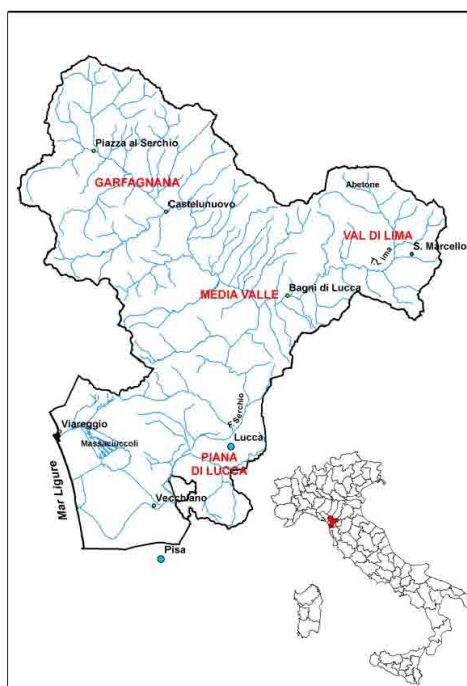 Piazza al Serchio
GARFAGNANA
Castelunuovo
Abetone
VAL DI LIMA
T. Lima
S. Marcello
MEDIA VALLE
Bagni di Lucca
F. Serchio
Viareggio
Massaciuccoli
Lucca
PIANA
DI LUCCA
Mar Ligure
Vecchiano
Pisa